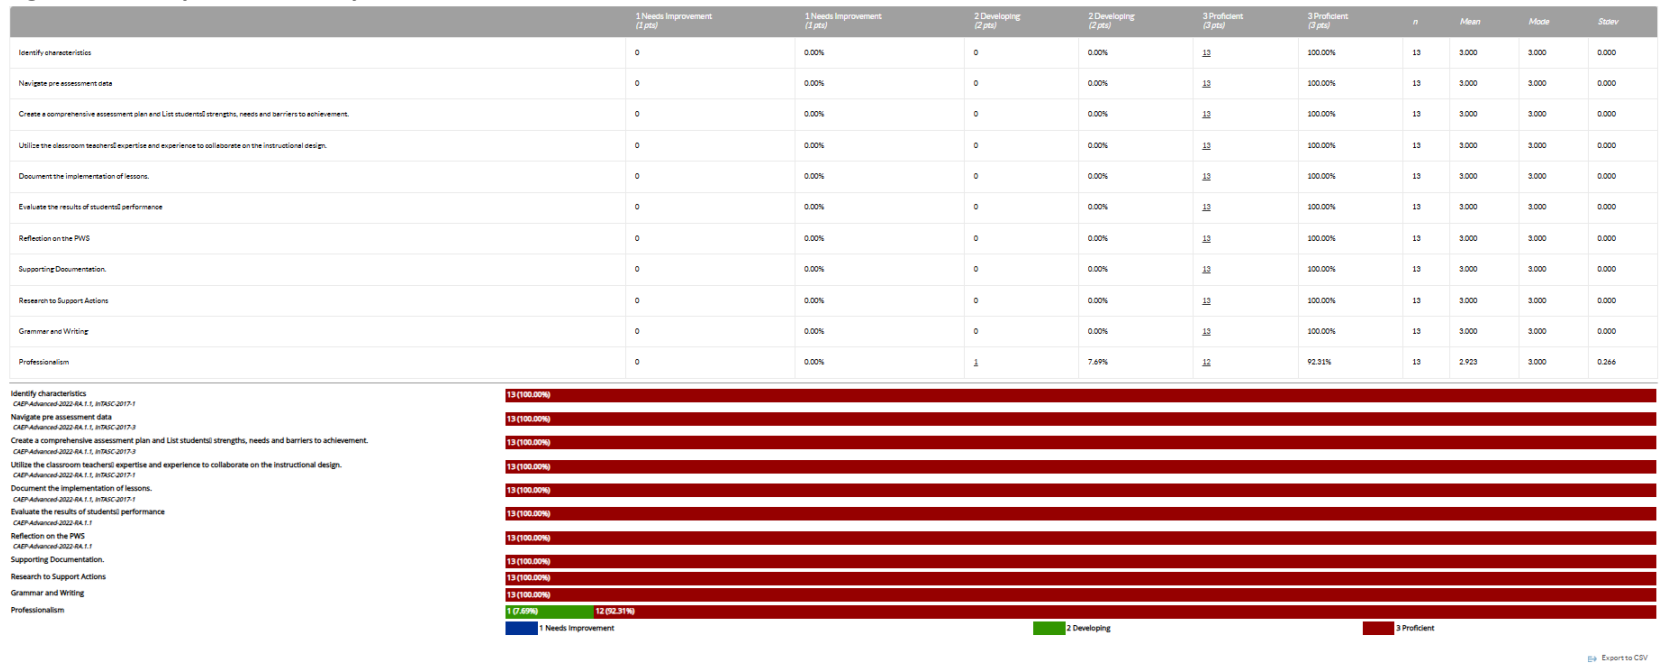 1 Needs Improvement (1 pts) 1 Needs Improvement (1 pts) 2 Developing (2 pts) 2 Developing (2 pts) 3 Proficient (3 pts) 3 Proficient (3 pts) n Mean Mode Stdev
Identify characteristics 0 0.00% 0 0.00% 13 100.00% 13 3.000 3.000 0.000
Navigate pre assessment data 0 0.00% 0 0.00% 13 100.00% 13 3.000 3.000 0.000
Create a comprehensive assessment plan and List students▯ strengths, needs and barriers to achievement. 0 0.00% 0 0.00% 13 100.00% 13 3.000 3.000 0.000
Utilize the classroom teachers▯ expertise and experience to collaborate on the instructional design. 0 0.00% 0 0.00% 13 100.00% 13 3.000 3.000 0.000
Document the implementation of lessons. 0 0.00% 0 0.00% 13 100.00% 13 3.000 3.000 0.000
Evaluate the results of students▯ performance 0 0.00% 0 0.00% 13 100.00% 13 3.000 3.000 0.000
Reflection on the PWS 0 0.00% 0 0.00% 13 100.00% 13 3.000 3.000 0.000
Supporting Documentation. 0 0.00% 0 0.00% 13 100.00% 13 3.000 3.000 0.000
Research to Support Actions 0 0.00% 0 0.00% 13 100.00% 13 3.000 3.000 0.000
Grammar and Writing 0 0.00% 0 0.00% 13 100.00% 13 3.000 3.000 0.000
Professionalism 0 0.00% 1 7.69% 12 92.31% 13 2.923 3.000 0.266
Identify characteristics 13 (100.00%)
CAEP-Advanced-2022-RA.1.1, InTASC-2017-1
Navigate pre assessment data 13 (100.00%)
CAEP-Advanced-2022-RA.1.1, InTASC-2017-3
Create a comprehensive assessment plan and List students▯ strengths, needs and barriers to achievement. 13 (100.00%)
CAEP-Advanced-2022-RA.1.1, InTASC-2017-3
Utilize the classroom teachers▯ expertise and experience to collaborate on the instructional design. 13 (100.00%)
CAEP-Advanced-2022-RA.1.1, InTASC-2017-1
Document the implementation of lessons. 13 (100.00%)
CAEP-Advanced-2022-RA.1.1, InTASC-2017-1
Evaluate the results of students▯ performance 13 (100.00%)
CAEP-Advanced-2022-RA.1.1
Reflection on the PWS 13 (100.00%)
CAEP-Advanced-2022-RA.1.1
Supporting Documentation. 13 (100.00%)
Research to Support Actions 13 (100.00%)
Grammar and Writing 13 (100.00%)
Professionalism 1 (7.69%) 12 (92.31%)
1 Needs Improvement 2 Developing 3 Proficient
Export to CSV